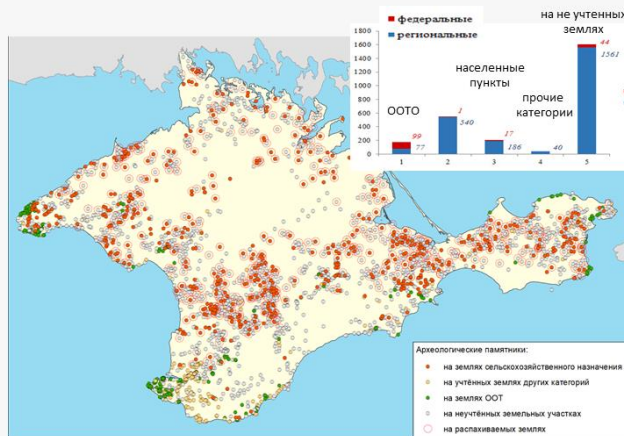 на не учтенных
землях
федеральные
региональные
населенные
пункты
прочие
категории
ООТО
1800
1600
1400
1200
1000
800
600
400
200
0
99
77
1
540
17
186
40
44
1561
1
2
3
4
5
Археологические памятники:
на землях сельскохозяйственного назначения
на учтённых землях других категорий
на землях ООТ
на неучтённых земельных участках
на распахиваемых землях